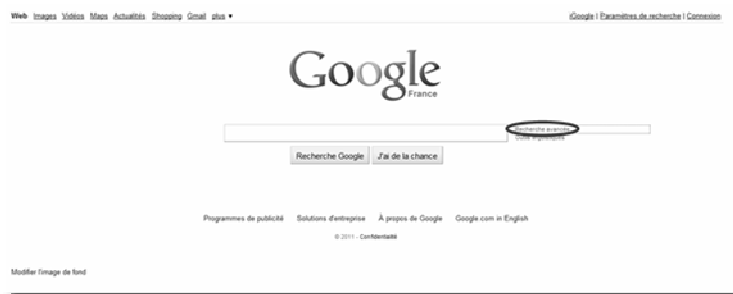 Web Images Vidéos Maps Actualités Shopping Gmail plus ▼ iGoogle | Paramètres de recherche | Connexion
Google
France
Recherche avancée
Outils linguistiques
Recherche Google J'ai de la chance
Programmes de publicité Solutions d'entreprise À propos de Google Google.com in English
© 2011 - Confidentialité
Modifier l'image de fond